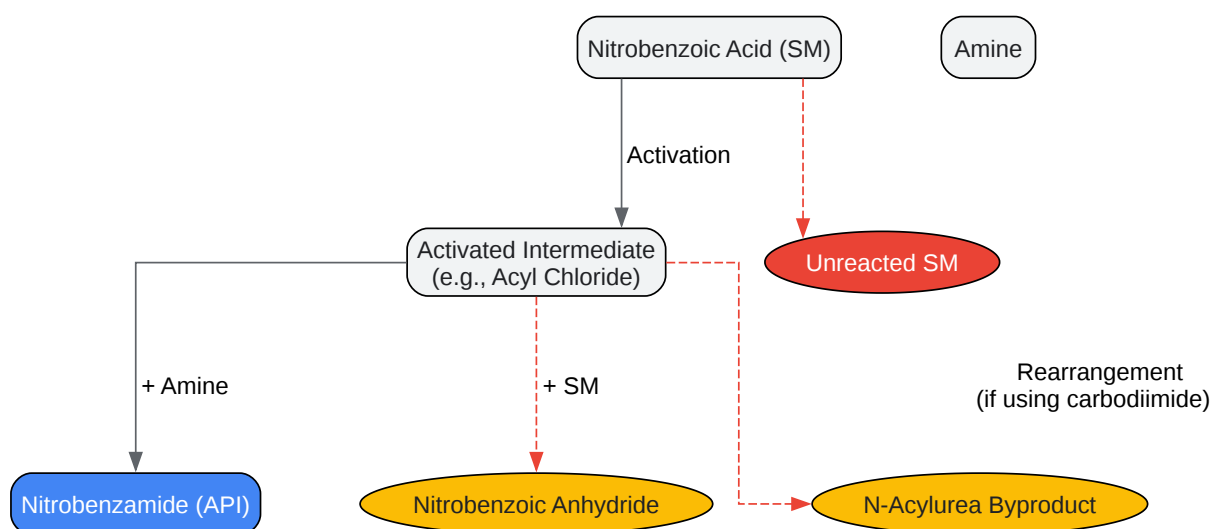 Nitrobenzoic Acid (SM)
Amine
Activation
Activated Intermediate
(e.g., Acyl Chloride)
Unreacted SM
+ Amine
+ SM
Rearrangement
(if using carbodiimide)
Nitrobenzamide (API)
Nitrobenzoic Anhydride
N-Acylurea Byproduct